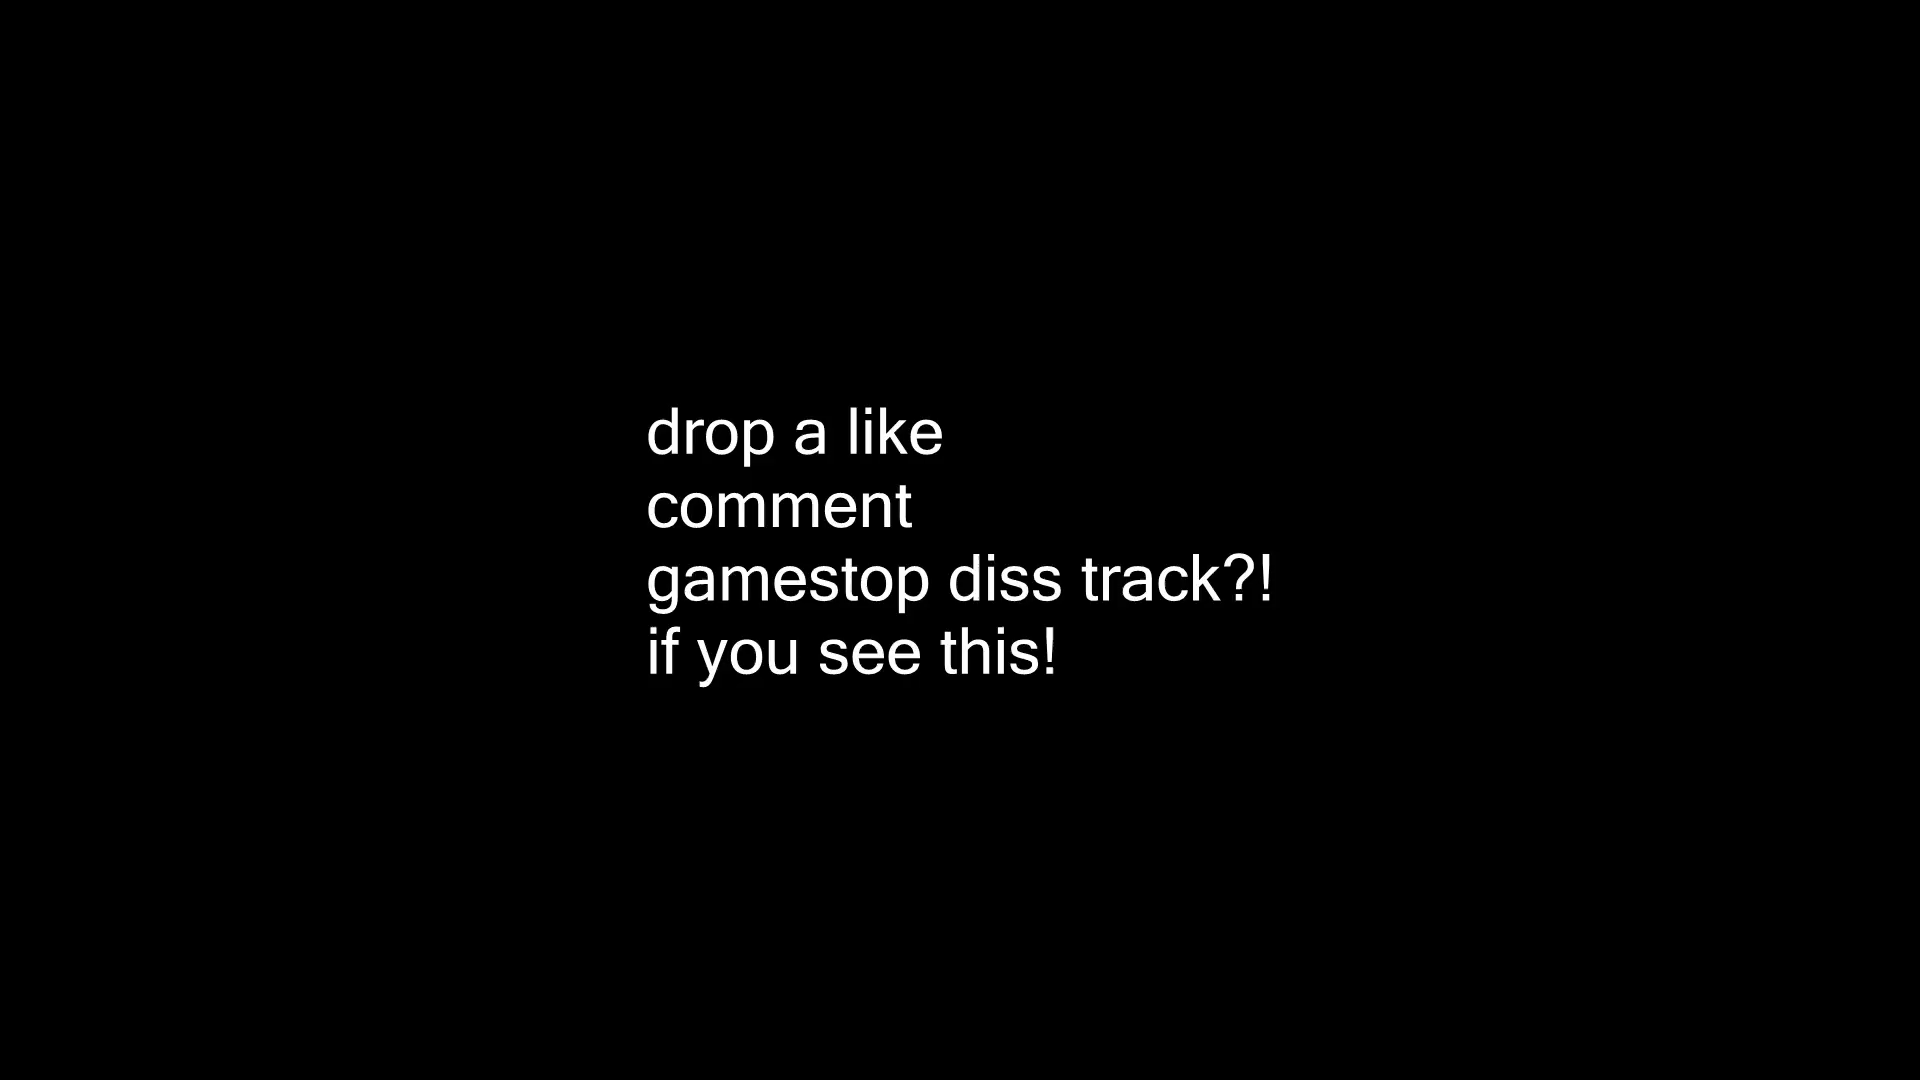 drop a like
comment
gamestop diss track?!
if you see this!